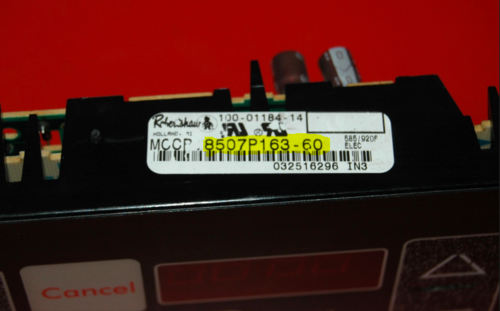 Robertshaw 100-01184-14
HOLLAND, MI
585/920F
MCCP 8507P163-60 ELEC
032516296 IN3
Cancel